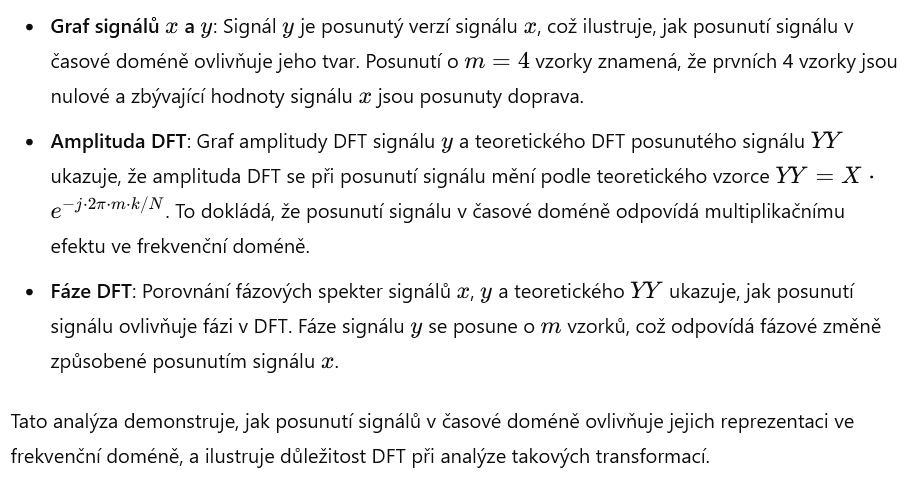 • Graf signálů x a y: Signál y je posunutý verzí signálu x, což ilustruje, jak posunutí signálu v
časové doméně ovlivňuje jeho tvar. Posunutí o m = 4 vzorky znamená, že prvních 4 vzorky jsou
nulové a zbývající hodnoty signálu x jsou posunuty doprava.
• Amplituda DFT: Graf amplitudy DFT signálu y a teoretického DFT posunutého signálu YY
ukazuje, že amplituda DFT se při posunutí signálu mění podle teoretického vzorce YY = X ·
e^{−j·2π·m·k/N}. To dokládá, že posunutí signálu v časové doméně odpovídá multiplikačnímu
efektu ve frekvenční doméně.
• Fáze DFT: Porovnání fázových spekter signálů x, y a teoretického YY ukazuje, jak posunutí
signálu ovlivňuje fázi v DFT. Fáze signálu y se posune o m vzorků, což odpovídá fázové změně
způsobené posunutím signálu x.
Tato analýza demonstruje, jak posunutí signálů v časové doméně ovlivňuje jejich reprezentaci ve
frekvenční doméně, a ilustruje důležitost DFT při analýze takových transformací.